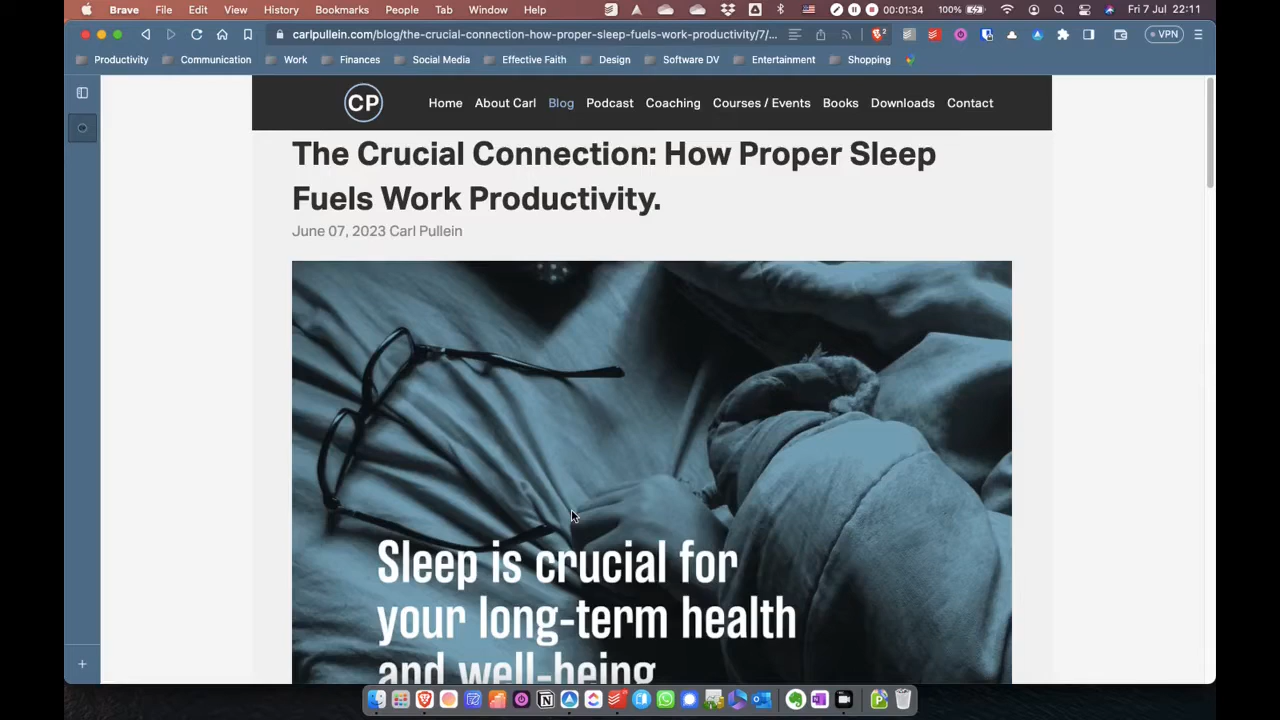 Brave File Edit View History Bookmarks People Tab Window Help 00:01:34 100% Fri 7 Jul 22:11
carlpullein.com/blog/the-crucial-connection-how-proper-sleep-fuels-work-productivity/7/... 2 VPN
Productivity Communication Work Finances Social Media Effective Faith Design Software DV Entertainment Shopping
CP Home About Carl Blog Podcast Coaching Courses / Events Books Downloads Contact
The Crucial Connection: How Proper Sleep
Fuels Work Productivity.
June 07, 2023 Carl Pullein
Sleep is crucial for
your long-term health
and well-being